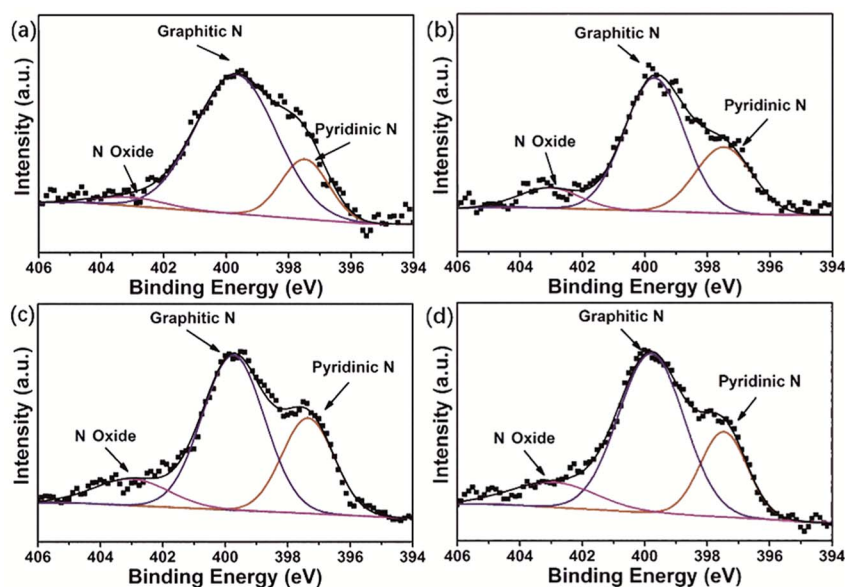 (a)
Graphitic N
N Oxide
Pyridinic N
Intensity (a.u.)
406 404 402 400 398 396 394
Binding Energy (eV)
(b)
Graphitic N
N Oxide
Pyridinic N
Intensity (a.u.)
406 404 402 400 398 396 394
Binding Energy (eV)
(c)
Graphitic N
N Oxide
Pyridinic N
Intensity (a.u.)
406 404 402 400 398 396 394
Binding Energy (eV)
(d)
Graphitic N
N Oxide
Pyridinic N
Intensity (a.u.)
406 404 402 400 398 396 394
Binding Energy (eV)